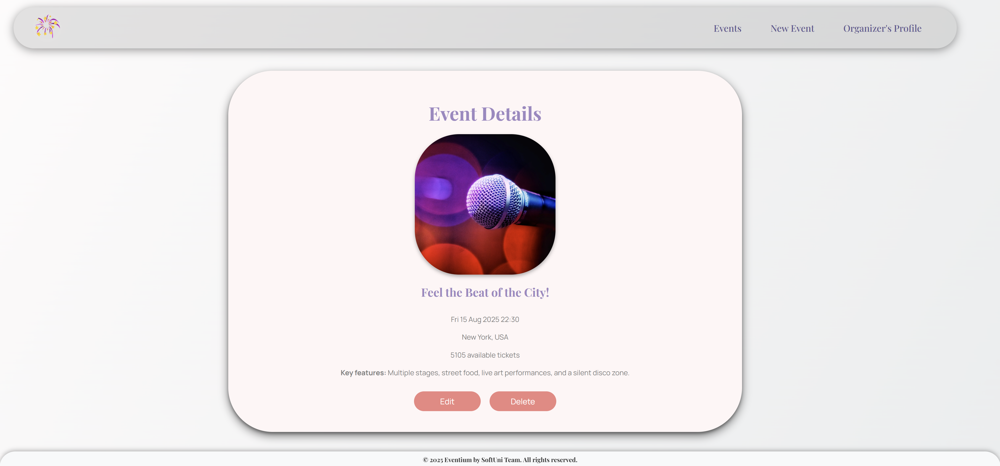 Events New Event Organizer's Profile
Event Details
Feel the Beat of the City!
Fri 15 Aug 2025 22:30
New York, USA
5105 available tickets
Key features: Multiple stages, street food, live art performances, and a silent disco zone.
Edit Delete
© 2025 Eventium by SoftUni Team. All rights reserved.